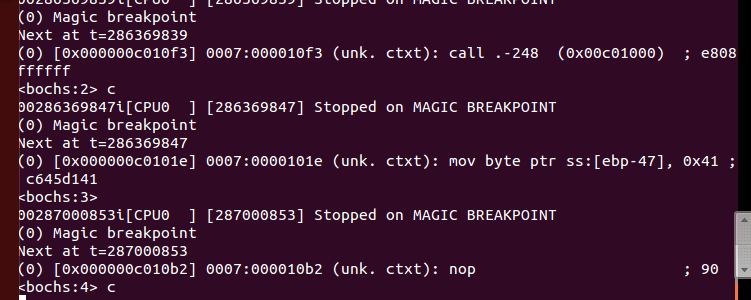 00286369839i[CPU0  ] [286369839] Stopped on MAGIC BREAKPOINT
(0) Magic breakpoint
Next at t=286369839
(0) [0x000000c010f3] 0007:000010f3 (unk. ctxt): call .-248  (0x00c01000)  ; e808
ffffff
<bochs:2> c
00286369847i[CPU0  ] [286369847] Stopped on MAGIC BREAKPOINT
(0) Magic breakpoint
Next at t=286369847
(0) [0x000000c0101e] 0007:0000101e (unk. ctxt): mov byte ptr ss:[ebp-47], 0x41 ;
 c645d141
<bochs:3>
00287000853i[CPU0  ] [287000853] Stopped on MAGIC BREAKPOINT
(0) Magic breakpoint
Next at t=287000853
(0) [0x000000c010b2] 0007:000010b2 (unk. ctxt): nop                       ; 90
<bochs:4> c